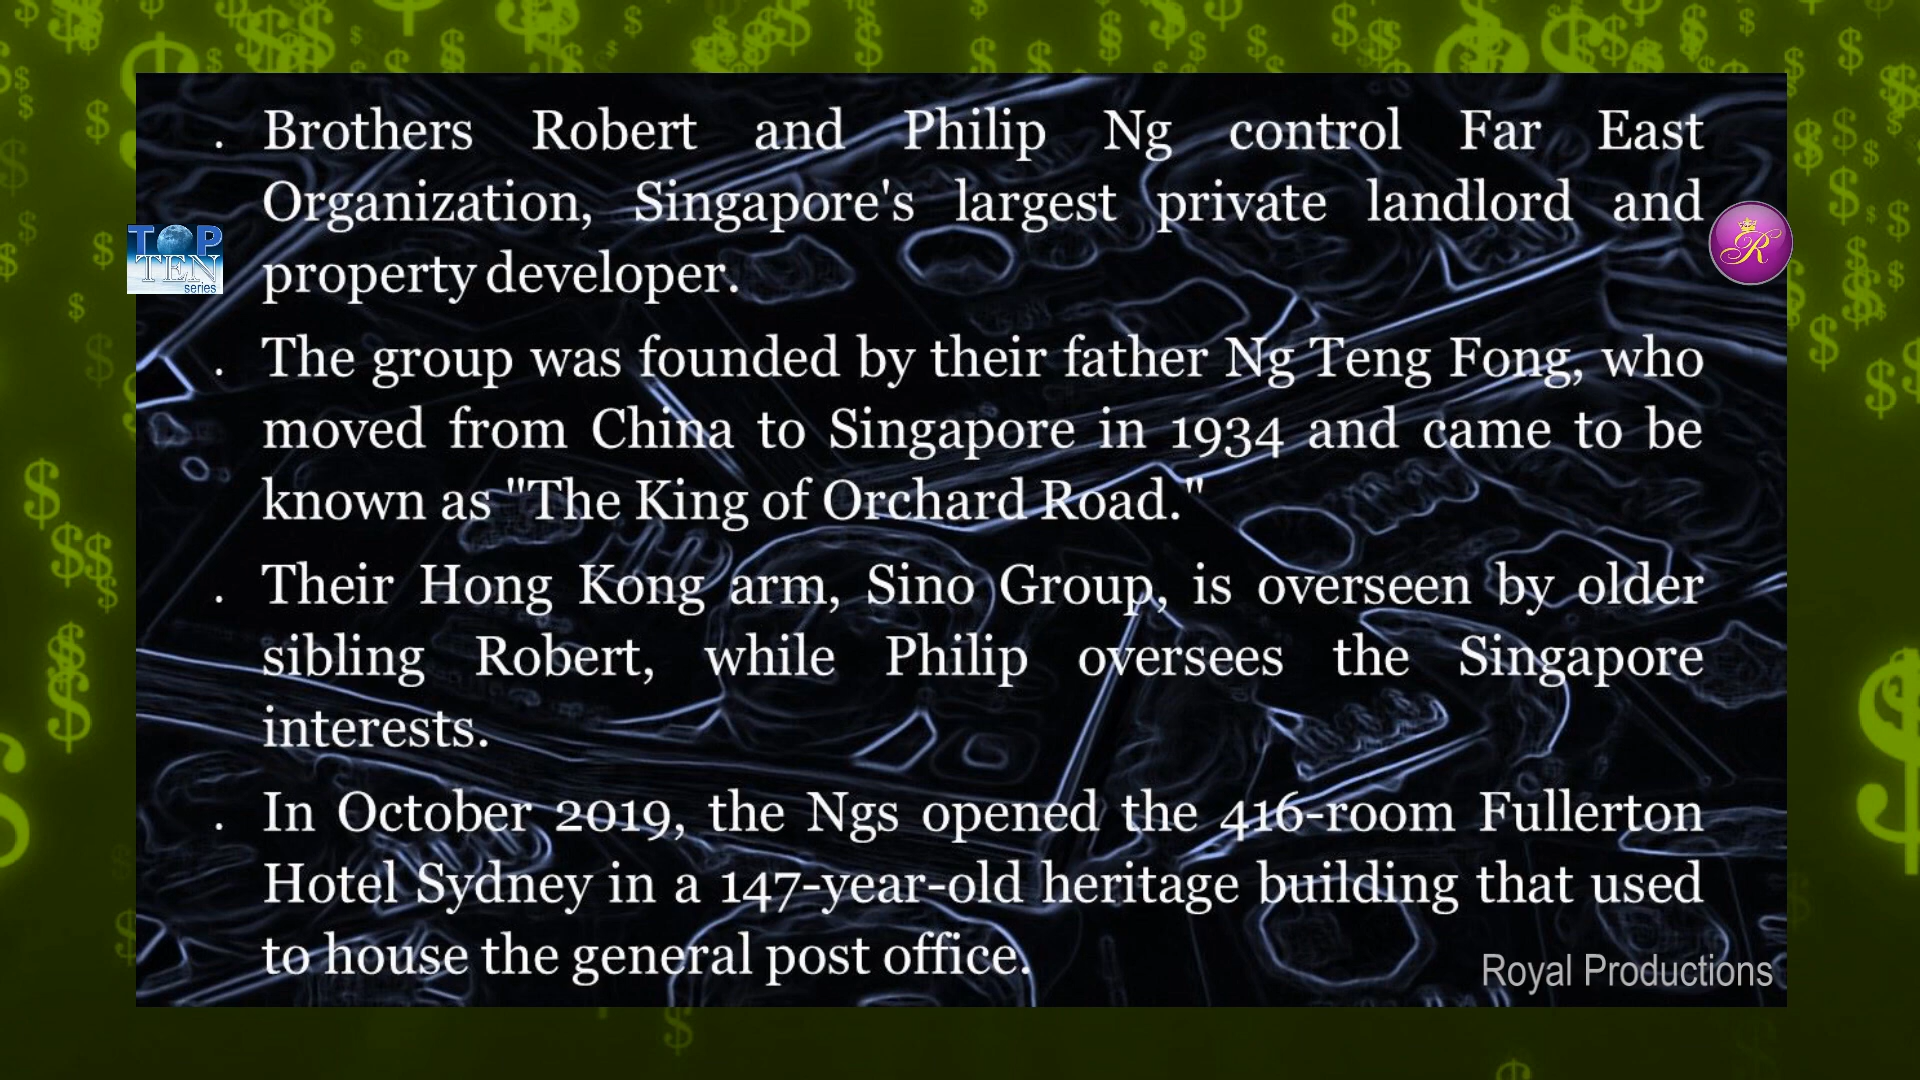 . Brothers Robert and Philip Ng control Far East
Organization, Singapore's largest private landlord and
property developer.
. The group was founded by their father Ng Teng Fong, who
moved from China to Singapore in 1934 and came to be
known as "The King of Orchard Road."
. Their Hong Kong arm, Sino Group, is overseen by older
sibling Robert, while Philip oversees the Singapore
interests.
. In October 2019, the Ngs opened the 416-room Fullerton
Hotel Sydney in a 147-year-old heritage building that used
to house the general post office.
TOP
TEN
series
R
Royal Productions